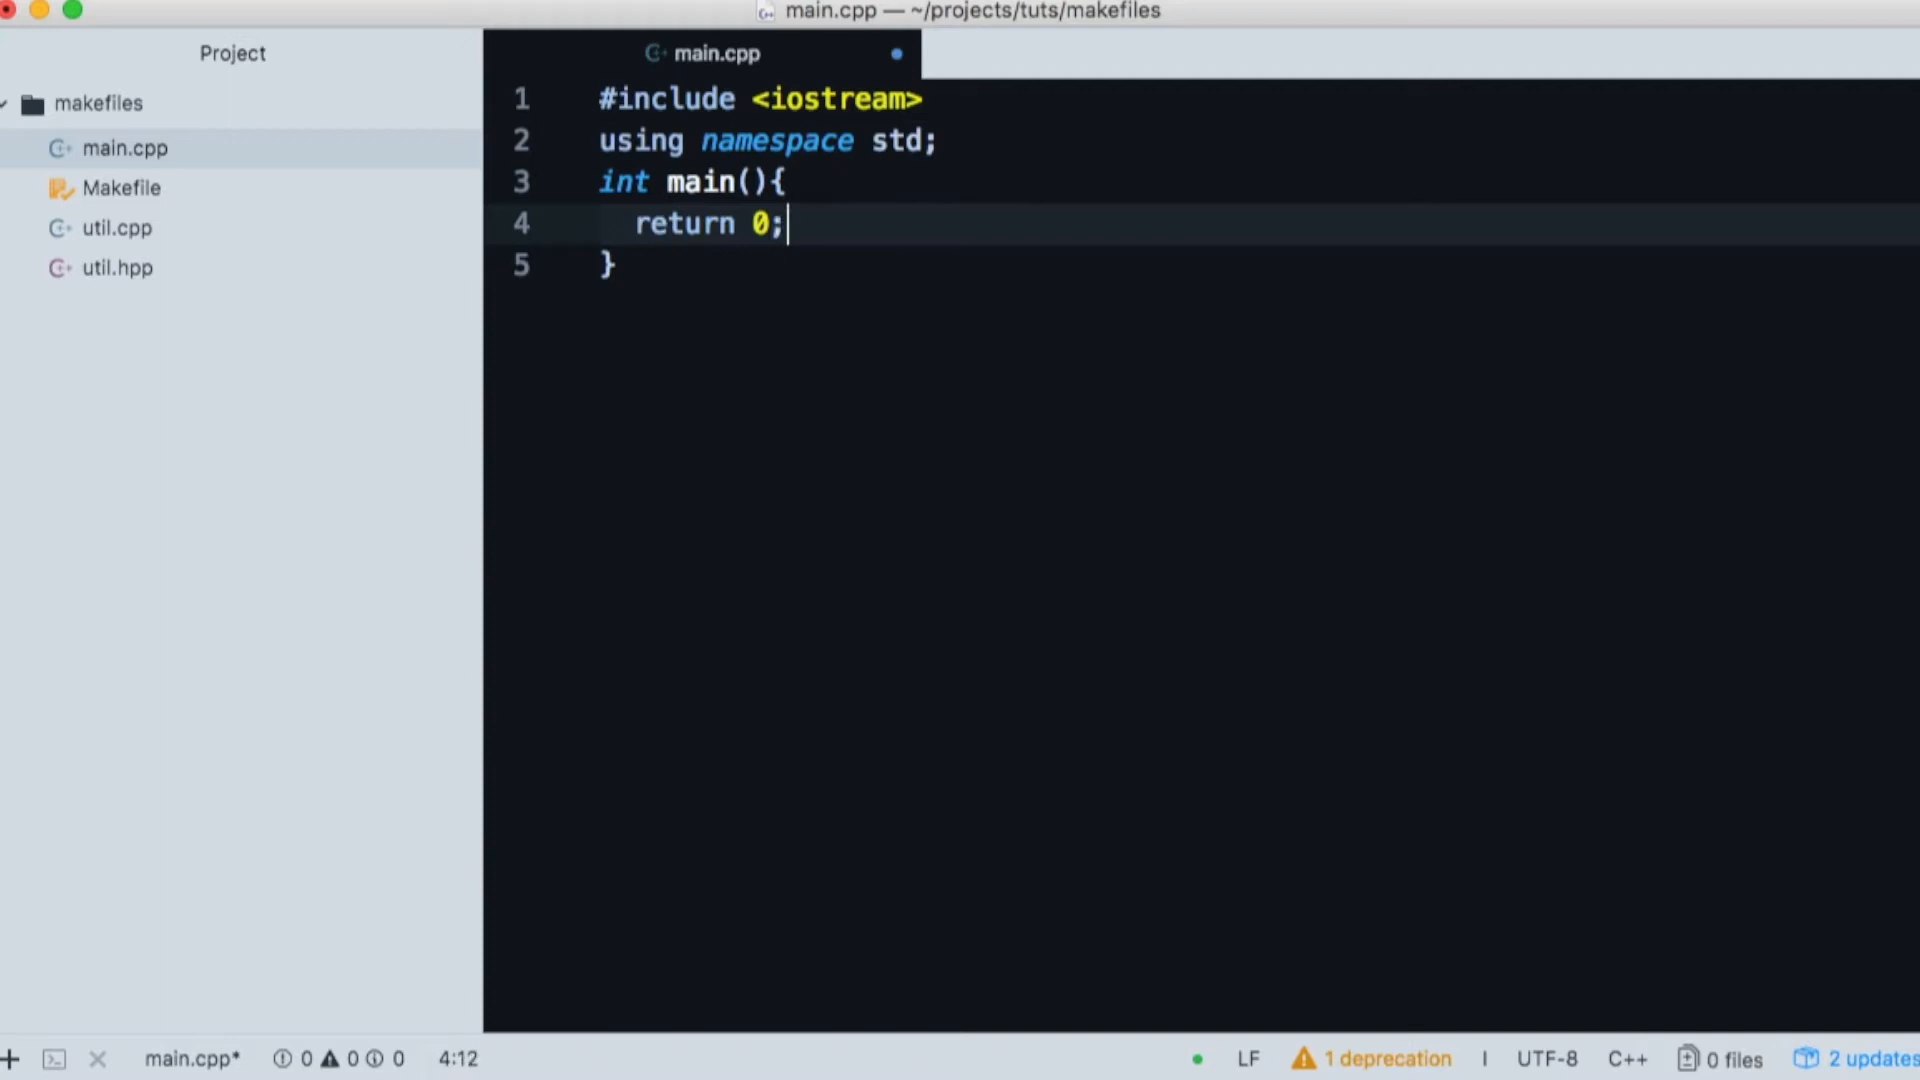 main.cpp — ~/projects/tuts/makefiles
Project
makefiles
main.cpp
Makefile
util.cpp
util.hpp
main.cpp
1 #include <iostream>
2 using namespace std;
3 int main(){
4 return 0;
5 }
main.cpp* 0 0 0 4:12
LF 1 deprecation UTF-8 C++ 0 files 2 updates